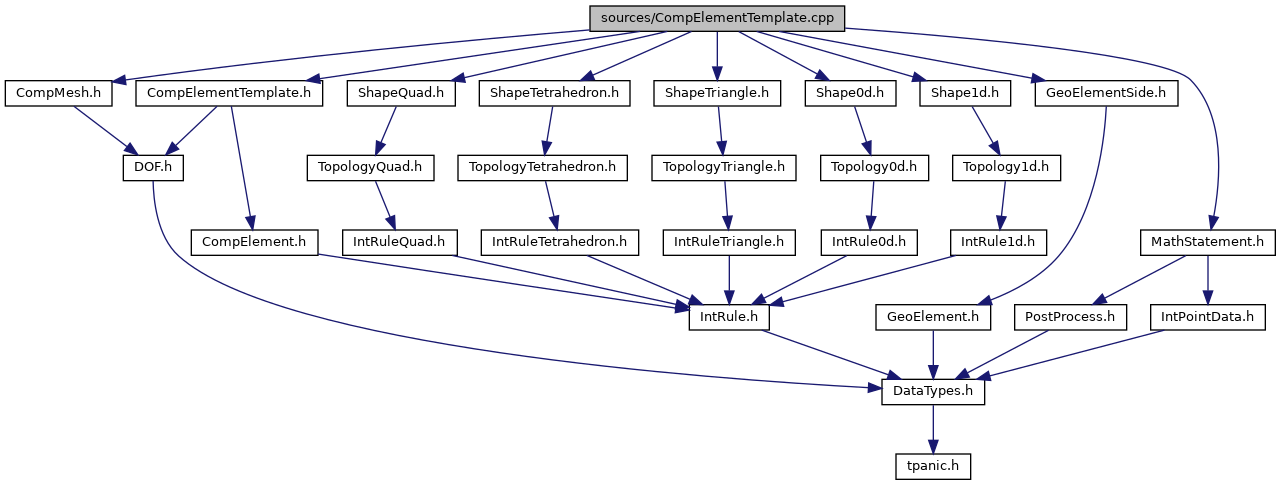 sources/CompElementTemplate.cpp
CompMesh.h
CompElementTemplate.h
ShapeQuad.h
ShapeTetrahedron.h
ShapeTriangle.h
Shape0d.h
Shape1d.h
GeoElementSide.h
DOF.h
TopologyQuad.h
TopologyTetrahedron.h
TopologyTriangle.h
Topology0d.h
Topology1d.h
CompElement.h
IntRuleQuad.h
IntRuleTetrahedron.h
IntRuleTriangle.h
IntRule0d.h
IntRule1d.h
MathStatement.h
IntRule.h
GeoElement.h
PostProcess.h
IntPointData.h
DataTypes.h
tpanic.h